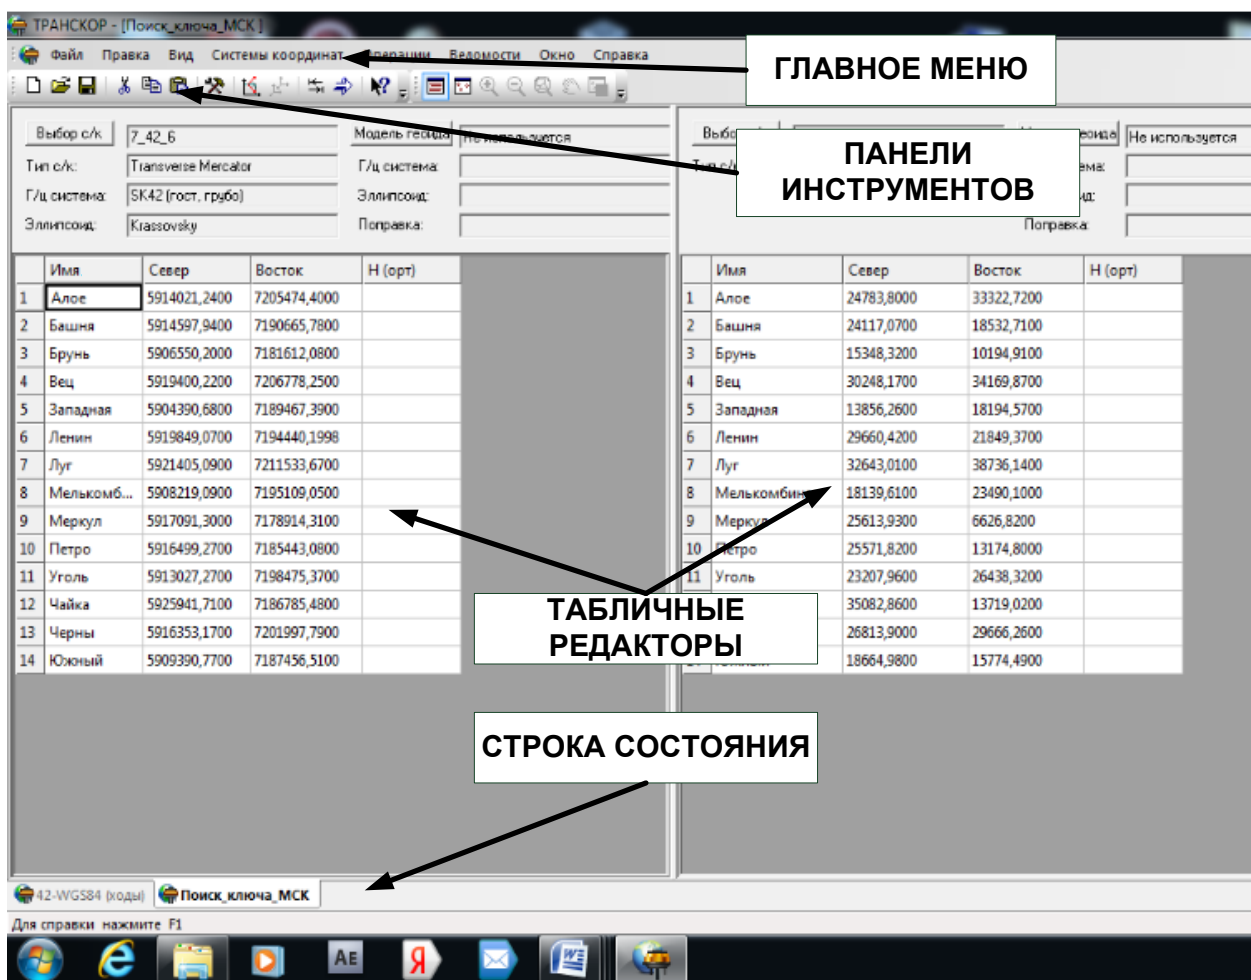 ТРАНСКОР - [Поиск_ключа_МСК ]
Файл Правка Вид Системы координат Операции Ведомости Окно Справка
ГЛАВНОЕ МЕНЮ
ПАНЕЛИ
ИНСТРУМЕНТОВ
Выбор с/к 7_42_6 Модель геоида Не используется
Тип с/к: Transverse Mercator Г/ц система:
Г/ц система: SK42 (гост, грубо) Эллипсоид:
Эллипсоид: Krassovsky Поправка:
Не используется
Поправка:
Имя Север Восток H (орт)
1 Алое 5914021,2400 7205474,4000
2 Башня 5914597,9400 7190665,7800
3 Брунь 5906550,2000 7181612,0800
4 Вец 5919400,2200 7206778,2500
5 Западная 5904390,6800 7189467,3900
6 Ленин 5919849,0700 7194440,1998
7 Луг 5921405,0900 7211533,6700
8 Мелькомб... 5908219,0900 7195109,0500
9 Меркул 5917091,3000 7178914,3100
10 Петро 5916499,2700 7185443,0800
11 Уголь 5913027,2700 7198475,3700
12 Чайка 5925941,7100 7186785,4800
13 Черны 5916353,1700 7201997,7900
14 Южный 5909390,7700 7187456,5100
Имя Север Восток H (орт)
1 Алое 24783,8000 33322,7200
2 Башня 24117,0700 18532,7100
3 Брунь 15348,3200 10194,9100
4 Вец 30248,1700 34169,8700
5 Западная 13856,2600 18194,5700
6 Ленин 29660,4200 21849,3700
7 Луг 32643,0100 38736,1400
8 Мелькомбин 18139,6100 23490,1000
9 Меркул 25613,9300 6626,8200
10 Петро 25571,8200 13174,8000
11 Уголь 23207,9600 26438,3200
35082,8600 13719,0200
26813,9000 29666,2600
18664,9800 15774,4900
ТАБЛИЧНЫЕ
РЕДАКТОРЫ
СТРОКА СОСТОЯНИЯ
42-WGS84 (ходы) Поиск_ключа_МСК
Для справки нажмите F1
AE Я W